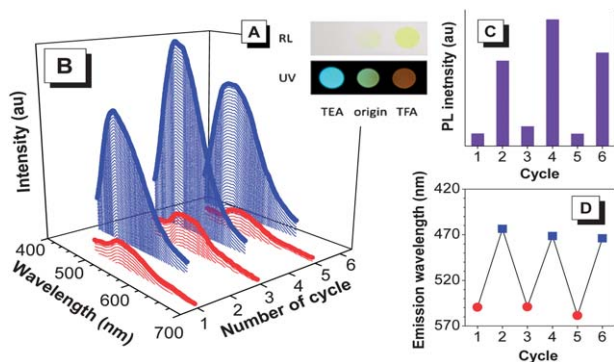 A
RL
UV
TEA origin TFA
B
Intensity (au)
400
500
600
700
Wavelength (nm)
1
2
3
4
5
6
Number of cycle
C
PL inetnsity (au)
1 2 3 4 5 6
Cycle
D
Emission wavelength (nm)
420
470
520
570
1 2 3 4 5 6
Cycle